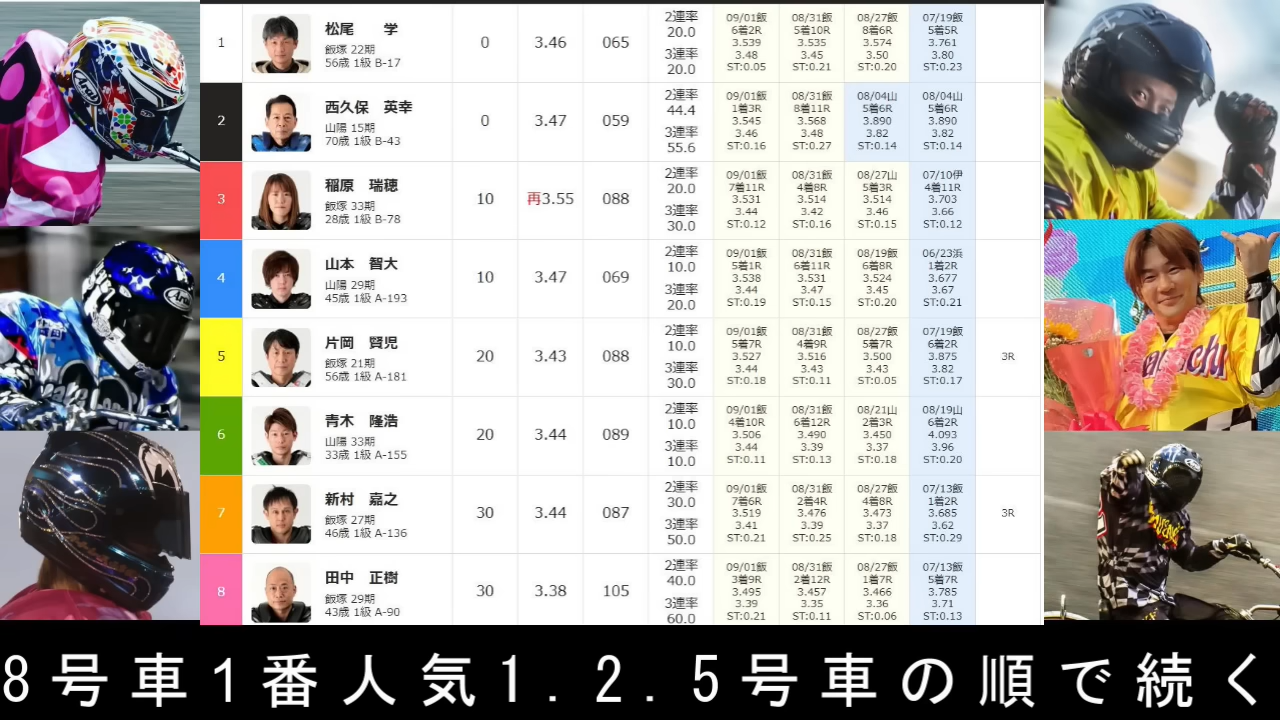 1
松尾 学
飯塚 22期
56歳 1級 B-17
0
3.46
065
2連率
20.0
3連率
20.0
09/01飯
6着2R
3.539
3.48
ST:0.05
08/31飯
5着10R
3.535
3.45
ST:0.21
08/27飯
8着6R
3.574
3.50
ST:0.20
07/19飯
5着5R
3.761
3.80
ST:0.23
2
西久保 英幸
山陽 15期
70歳 1級 B-43
0
3.47
059
2連率
44.4
3連率
55.6
09/01飯
1着3R
3.545
3.46
ST:0.16
08/31飯
8着11R
3.568
3.48
ST:0.27
08/04山
5着6R
3.890
3.82
ST:0.14
08/04山
5着6R
3.890
3.82
ST:0.14
3
稲原 瑞穂
飯塚 33期
28歳 1級 B-78
10
再3.55
088
2連率
20.0
3連率
30.0
09/01飯
7着11R
3.531
3.44
ST:0.12
08/31飯
4着8R
3.514
3.42
ST:0.16
08/27山
5着3R
3.514
3.46
ST:0.15
07/10伊
4着11R
3.703
3.66
ST:0.12
4
山本 智大
山陽 29期
45歳 1級 A-193
10
3.47
069
2連率
10.0
3連率
20.0
09/01飯
5着1R
3.538
3.44
ST:0.19
08/31飯
6着11R
3.531
3.47
ST:0.15
08/19飯
6着8R
3.524
3.45
ST:0.20
06/23浜
1着2R
3.677
3.67
ST:0.21
5
片岡 賢児
飯塚 21期
56歳 1級 A-181
20
3.43
088
2連率
10.0
3連率
30.0
09/01飯
5着7R
3.527
3.44
ST:0.18
08/31飯
4着9R
3.516
3.43
ST:0.11
08/27飯
5着7R
3.500
3.43
ST:0.05
07/19飯
6着2R
3.875
3.82
ST:0.17
3R
6
青木 隆浩
山陽 33期
33歳 1級 A-155
20
3.44
089
2連率
10.0
3連率
10.0
09/01飯
4着10R
3.506
3.44
ST:0.11
08/31飯
6着12R
3.490
3.39
ST:0.13
08/21山
2着3R
3.450
3.37
ST:0.18
08/19山
6着2R
4.093
3.96
ST:0.20
7
新村 嘉之
飯塚 27期
46歳 1級 A-136
30
3.44
087
2連率
30.0
3連率
50.0
09/01飯
7着6R
3.519
3.41
ST:0.21
08/31飯
2着4R
3.476
3.39
ST:0.25
08/27飯
4着8R
3.473
3.37
ST:0.18
07/13飯
1着2R
3.685
3.62
ST:0.29
3R
8
田中 正樹
飯塚 29期
43歳 1級 A-90
30
3.38
105
2連率
40.0
3連率
60.0
09/01飯
3着9R
3.495
3.39
ST:0.21
08/31飯
2着12R
3.457
3.35
ST:0.11
08/27飯
1着7R
3.466
3.36
ST:0.06
07/13飯
5着7R
3.785
3.71
ST:0.13
8号車1番人気1.2.5号車の順で続く